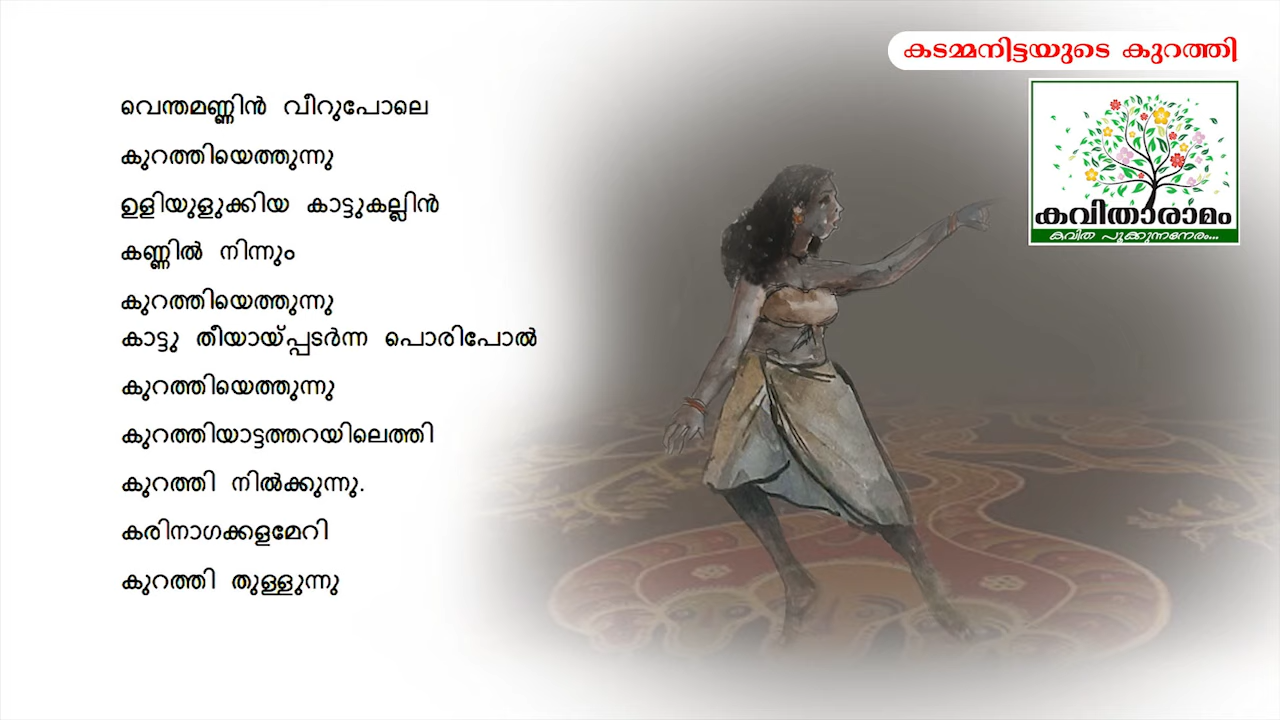 കടമ്മനിട്ടയുടെ കുറത്തി
കവിതാരാമം
കവിത പൂക്കുന്നനേരം...
വെന്തമണ്ണിൻ വീറുപോലെ
കുറത്തിയെത്തുന്നു
ഉളിയുളുക്കിയ കാട്ടുകല്ലിൻ
കണ്ണിൽ നിന്നും
കുറത്തിയെത്തുന്നു
കാട്ടു തീയായ്പ്പടർന്ന പൊരിപോൽ
കുറത്തിയെത്തുന്നു
കുറത്തിയാട്ടത്തറയിലെത്തി
കുറത്തി നിൽക്കുന്നു.
കരിനാഗക്കളമേറി
കുറത്തി തുള്ളുന്നു